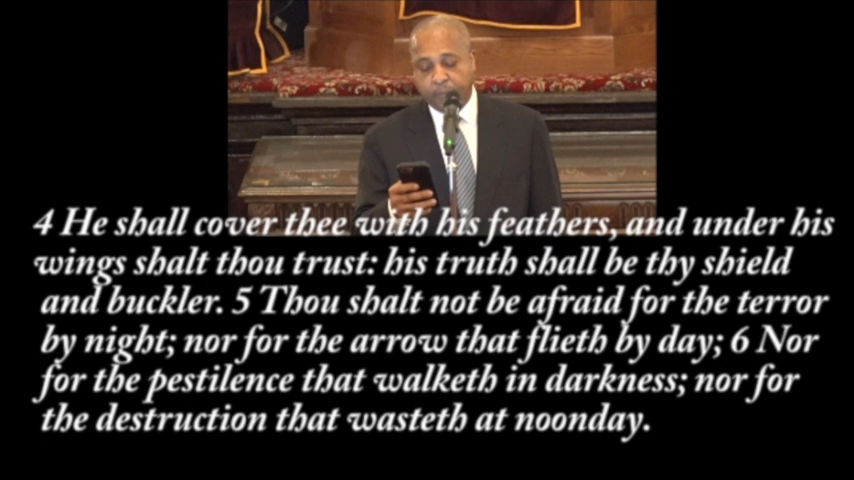 4 He shall cover thee with his feathers, and under his
wings shalt thou trust: his truth shall be thy shield
and buckler. 5 Thou shalt not be afraid for the terror
by night; nor for the arrow that flieth by day; 6 Nor
for the pestilence that walketh in darkness; nor for
the destruction that wasteth at noonday.